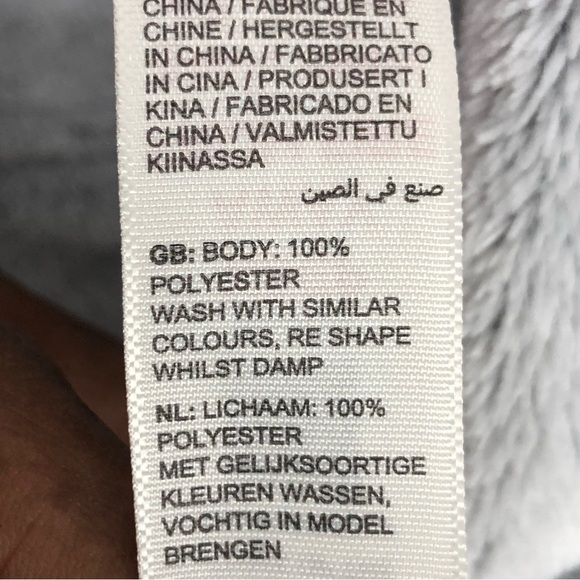 CHINA / FABRIQUE EN
CHINE / HERGESTELLT
IN CHINA / FABBRICATO
IN CINA / PRODUSERT I
KINA / FABRICADO EN
CHINA / VALMISTETTU
KIINASSA
صنع في الصين
GB: BODY: 100%
POLYESTER
WASH WITH SIMILAR
COLOURS, RE SHAPE
WHILST DAMP
NL: LICHAAM: 100%
POLYESTER
MET GELIJKSOORTIGE
KLEUREN WASSEN,
VOCHTIG IN MODEL
BRENGEN